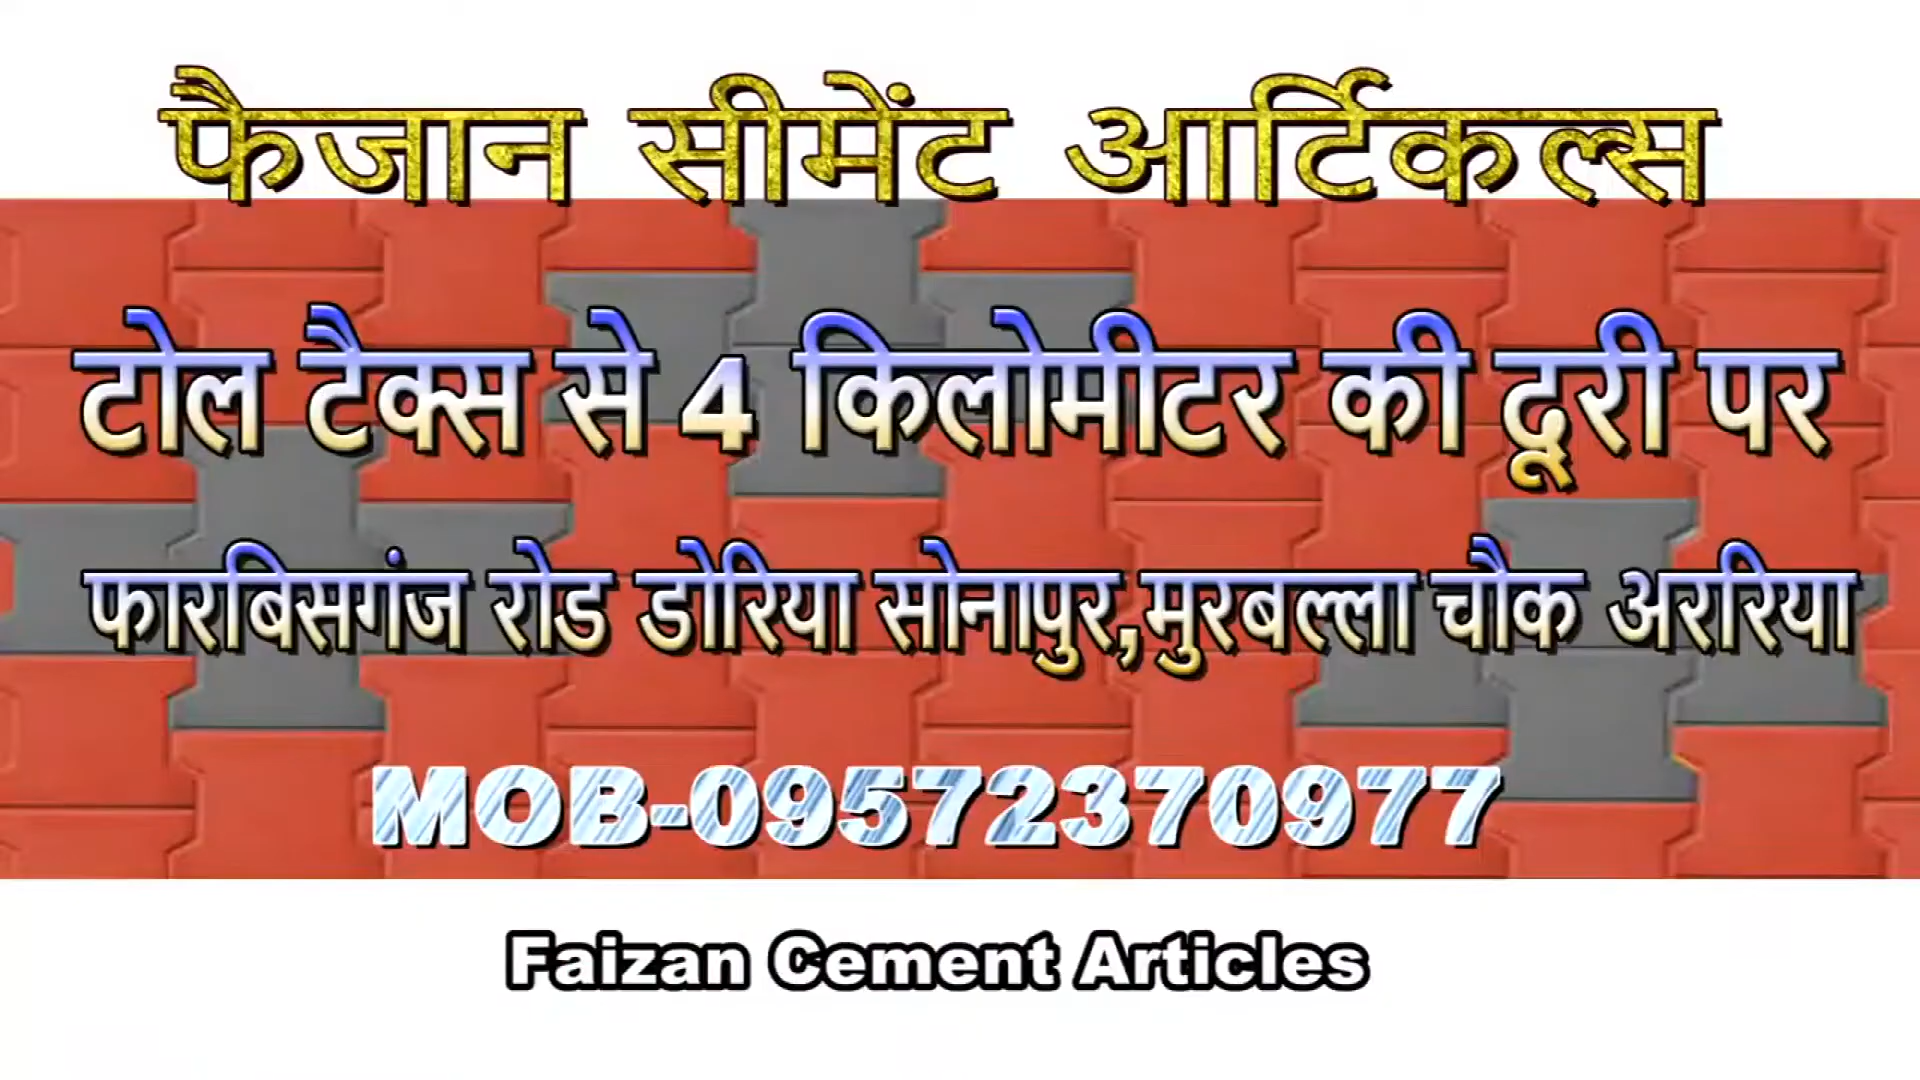 फैजान सीमेंट आर्टिकल्स
टोल टैक्स से 4 किलोमीटर की दूरी पर
फारबिसगंज रोड डोरिया सोनापुर,मुरबल्ला चौक अररिया
MOB-09572370977
Faizan Cement Articles